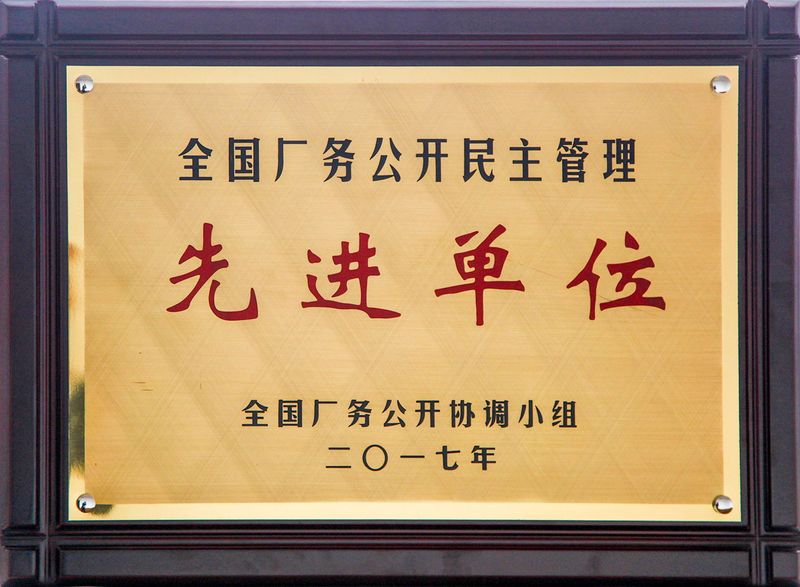 全国厂务公开民主管理
先进单位
全国厂务公开协调小组
二〇一七年